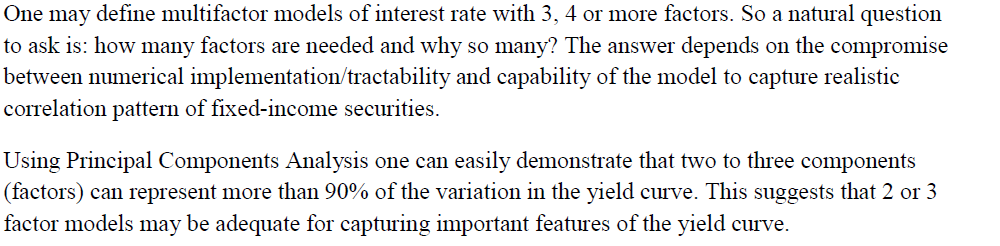 One may define multifactor models of interest rate with 3, 4 or more factors. So a natural question
to ask is: how many factors are needed and why so many? The answer depends on the compromise
between numerical implementation/tractability and capability of the model to capture realistic
correlation pattern of fixed-income securities.
Using Principal Components Analysis one can easily demonstrate that two to three components
(factors) can represent more than 90% of the variation in the yield curve. This suggests that 2 or 3
factor models may be adequate for capturing important features of the yield curve.